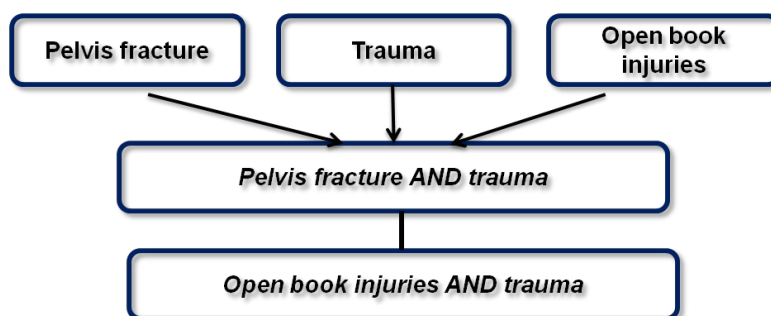 Pelvis fracture
Trauma
Open book
injuries
Pelvis fracture AND trauma
Open book injuries AND trauma